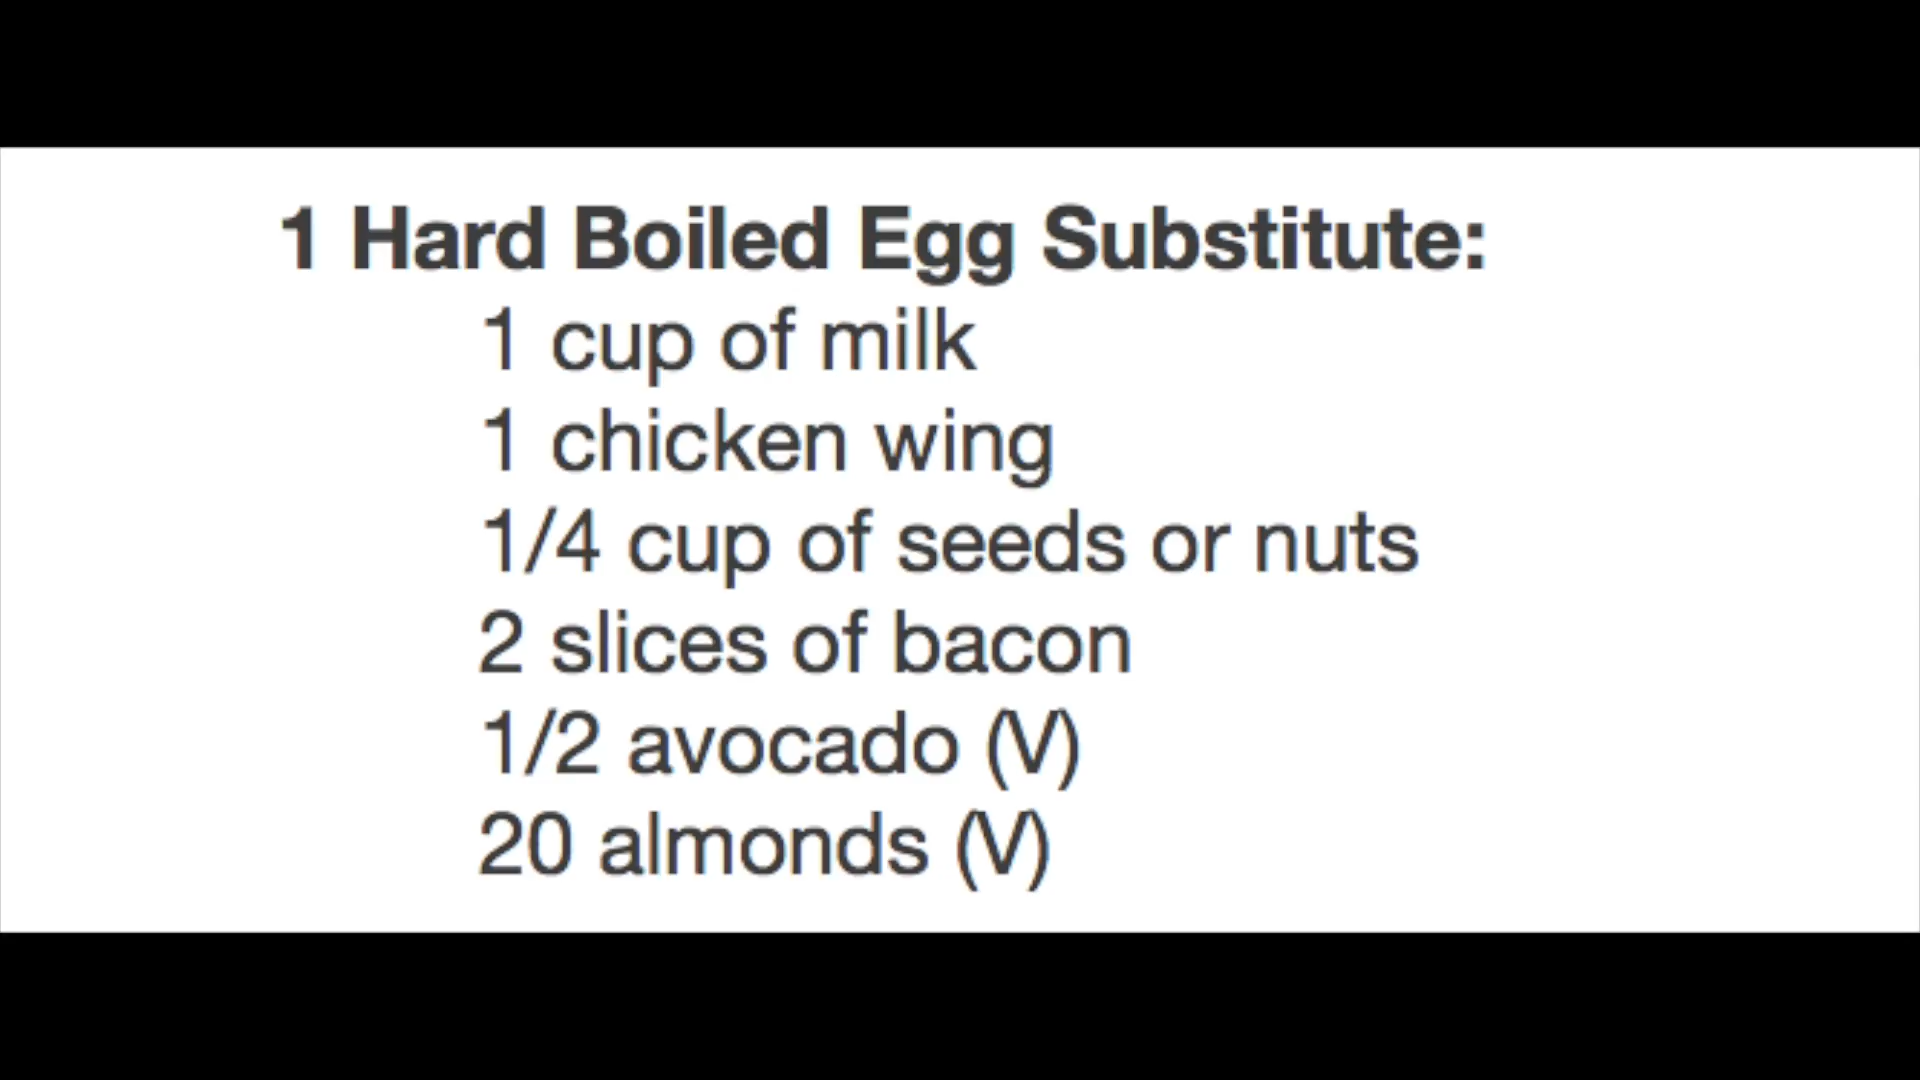 1 Hard Boiled Egg Substitute:
1 cup of milk
1 chicken wing
1/4 cup of seeds or nuts
2 slices of bacon
1/2 avocado (V)
20 almonds (V)